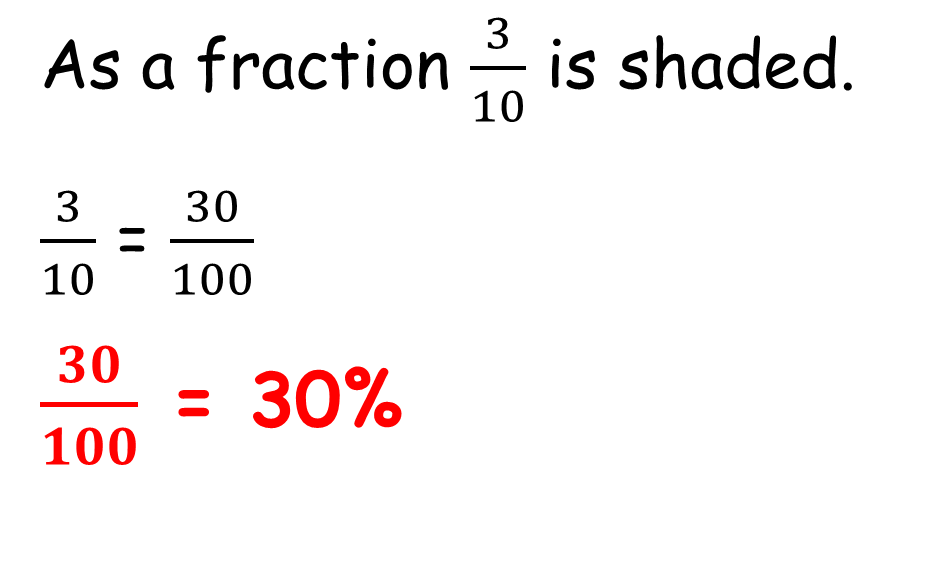 As a fraction 3/10 is shaded.
3/10 = 30/100
30/100 = 30%